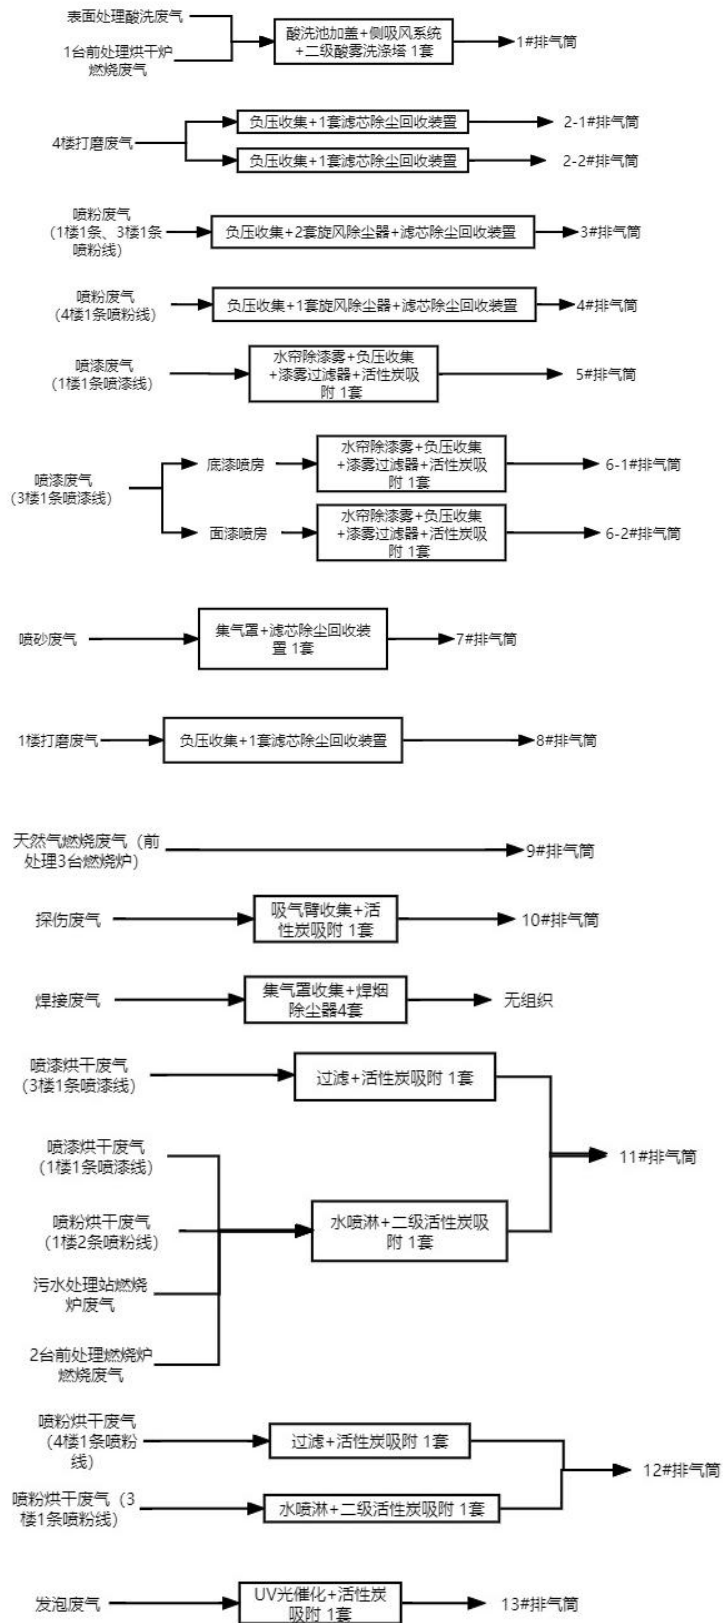 表面处理酸洗废气
1台前处理烘干炉
燃烧废气
酸洗池加盖+侧吸风系统
+二级酸雾洗涤塔 1套
1#排气筒
4楼打磨废气
负压收集+1套滤芯除尘回收装置
2-1#排气筒
负压收集+1套滤芯除尘回收装置
2-2#排气筒
喷粉废气
（1楼1条、3楼1条
喷粉线）
负压收集+2套旋风除尘器+滤芯除尘回收装置
3#排气筒
喷粉废气
（4楼1条喷粉线）
负压收集+1套旋风除尘器+滤芯除尘回收装置
4#排气筒
喷漆废气
（1楼1条喷漆线）
水帘除漆雾+负压收集
+漆雾过滤器+活性炭吸
附 1套
5#排气筒
喷漆废气
（3楼1条喷漆线）
底漆喷房
水帘除漆雾+负压收集
+漆雾过滤器+活性炭吸
附 1套
6-1#排气筒
面漆喷房
水帘除漆雾+负压收集
+漆雾过滤器+活性炭吸
附 1套
6-2#排气筒
喷砂废气
集气罩+滤芯除尘回收装
置 1套
7#排气筒
1楼打磨废气
负压收集+1套滤芯除尘回收装置
8#排气筒
天然气燃烧废气（前
处理3台燃烧炉）
9#排气筒
探伤废气
吸气臂收集+活
性炭吸附 1套
10#排气筒
焊接废气
集气罩收集+焊烟
除尘器4套
无组织
喷漆烘干废气
（3楼1条喷漆线）
过滤+活性炭吸附 1套
喷漆烘干废气
（1楼1条喷漆线）
11#排气筒
喷粉烘干废气
（1楼2条喷粉线）
水喷淋+二级活性炭吸
附 1套
污水处理站燃烧
炉废气
2台前处理燃烧炉
燃烧废气
喷粉烘干废气
（4楼1条喷粉
线）
过滤+活性炭吸附 1套
12#排气筒
喷粉烘干废气（3
楼1条喷粉线）
水喷淋+二级活性炭吸附 1套
发泡废气
UV光催化+活性炭
吸附 1套
13#排气筒